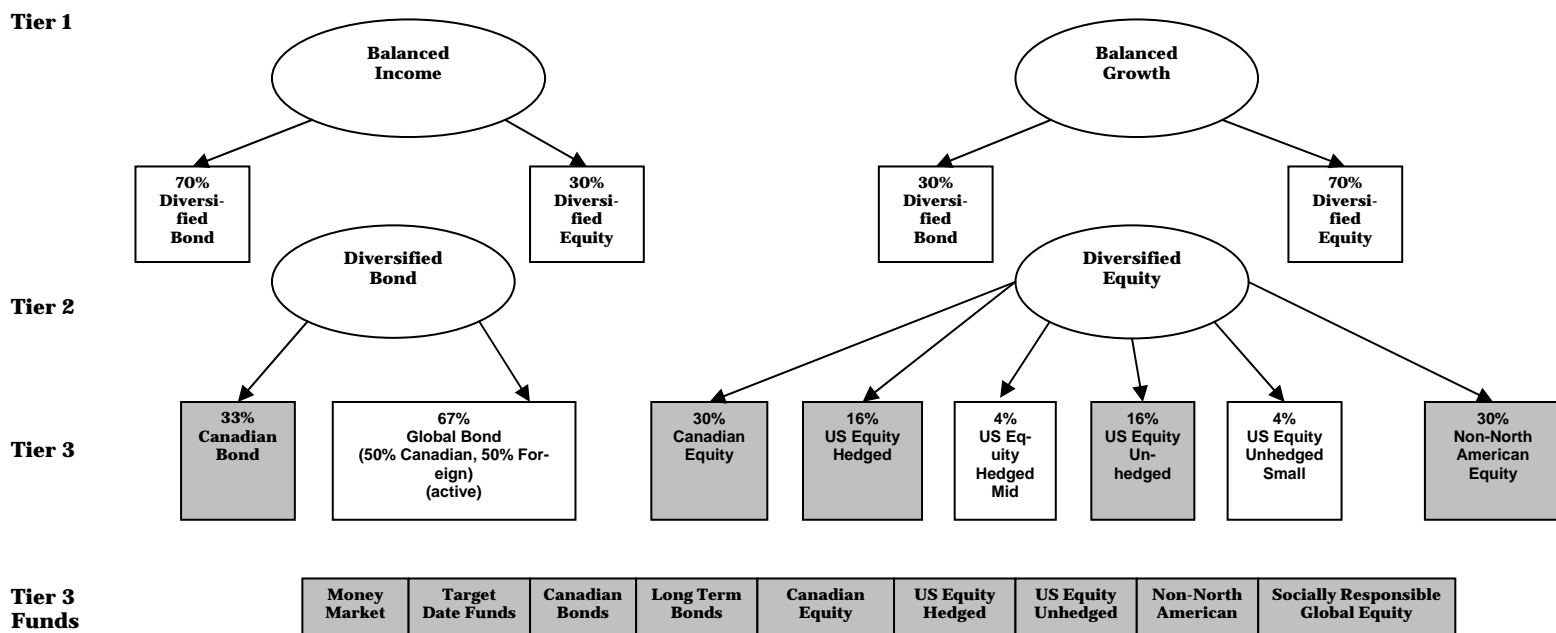 Tier 1
Balanced
Income
Balanced
Growth
70%
Diversi-
fied
Bond
30%
Diversi-
fied
Equity
30%
Diversi-
fied
Bond
70%
Diversi-
fied
Equity
Tier 2
Diversified
Bond
Diversified
Equity
Tier 3
33%
Canadian
Bond
67%
Global Bond
(50% Canadian, 50% For-
eign)
(active)
30%
Canadian
Equity
16%
US Equity
Hedged
4%
US Eq-
uity
Hedged
Mid
16%
US Equity
Un-
hedged
4%
US Equity
Unhedged
Small
30%
Non-North
American
Equity
Tier 3
Funds
Money
Market
Target
Date Funds
Canadian
Bonds
Long Term
Bonds
Canadian
Equity
US Equity
Hedged
US Equity
Unhedged
Non-North
American
Socially Responsible
Global Equity